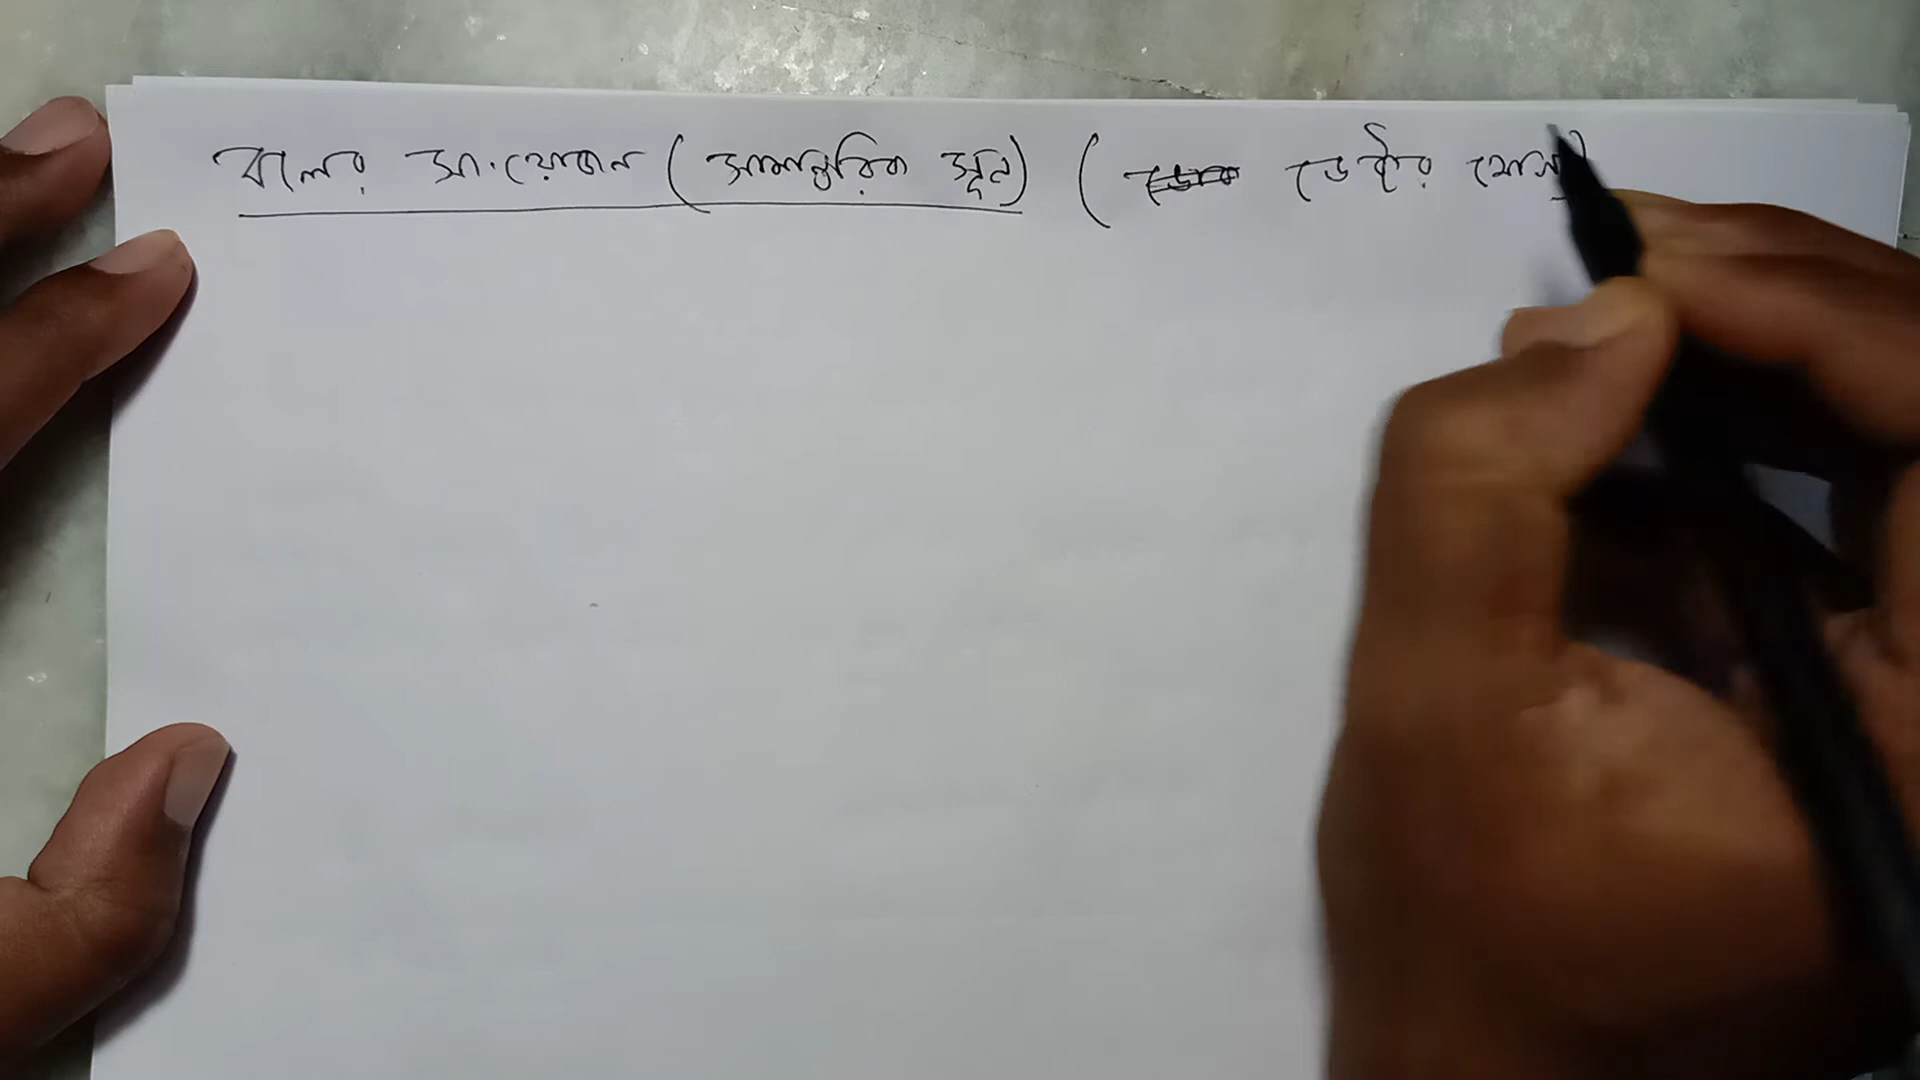 বলের সংযোজন (সামান্তরিক সূত্র) ( ভেক্টর যোগ)